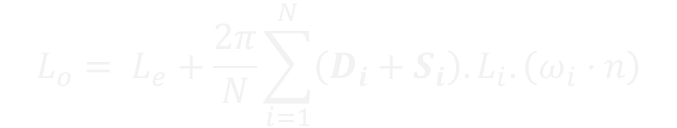 L_o = L_e + \frac{2\pi}{N} \sum_{i=1}^{N} (\boldsymbol{D_i} + \boldsymbol{S_i}). L_i. (\omega_i \cdot n)